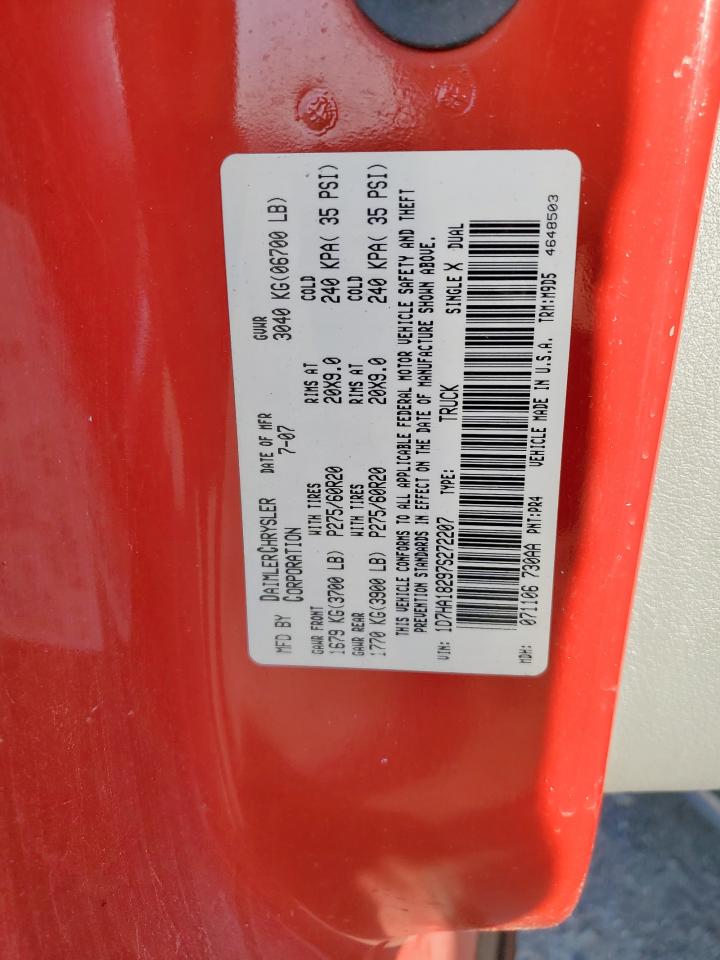 MFD BY DAIMLERCHRYSLER CORPORATION DATE OF MFR 7-07 GVWR 3040 KG(06700 LB)
GAWR FRONT WITH TIRES RIMS AT COLD
1679 KG(3700 LB) P275/60R20 20X9.0 240 KPA( 35 PSI)
GAWR REAR WITH TIRES RIMS AT COLD
1770 KG(3900 LB) P275/60R20 20X9.0 240 KPA( 35 PSI)
THIS VEHICLE CONFORMS TO ALL APPLICABLE FEDERAL MOTOR VEHICLE SAFETY AND THEFT
PREVENTION STANDARDS IN EFFECT ON THE DATE OF MANUFACTURE SHOWN ABOVE.
VIN: 1D7HA18297S272207 TYPE: TRUCK SINGLE X DUAL
MDH: 071106 730AA PNT:PR4 VEHICLE MADE IN U.S.A. TRM:M9D5 4648503